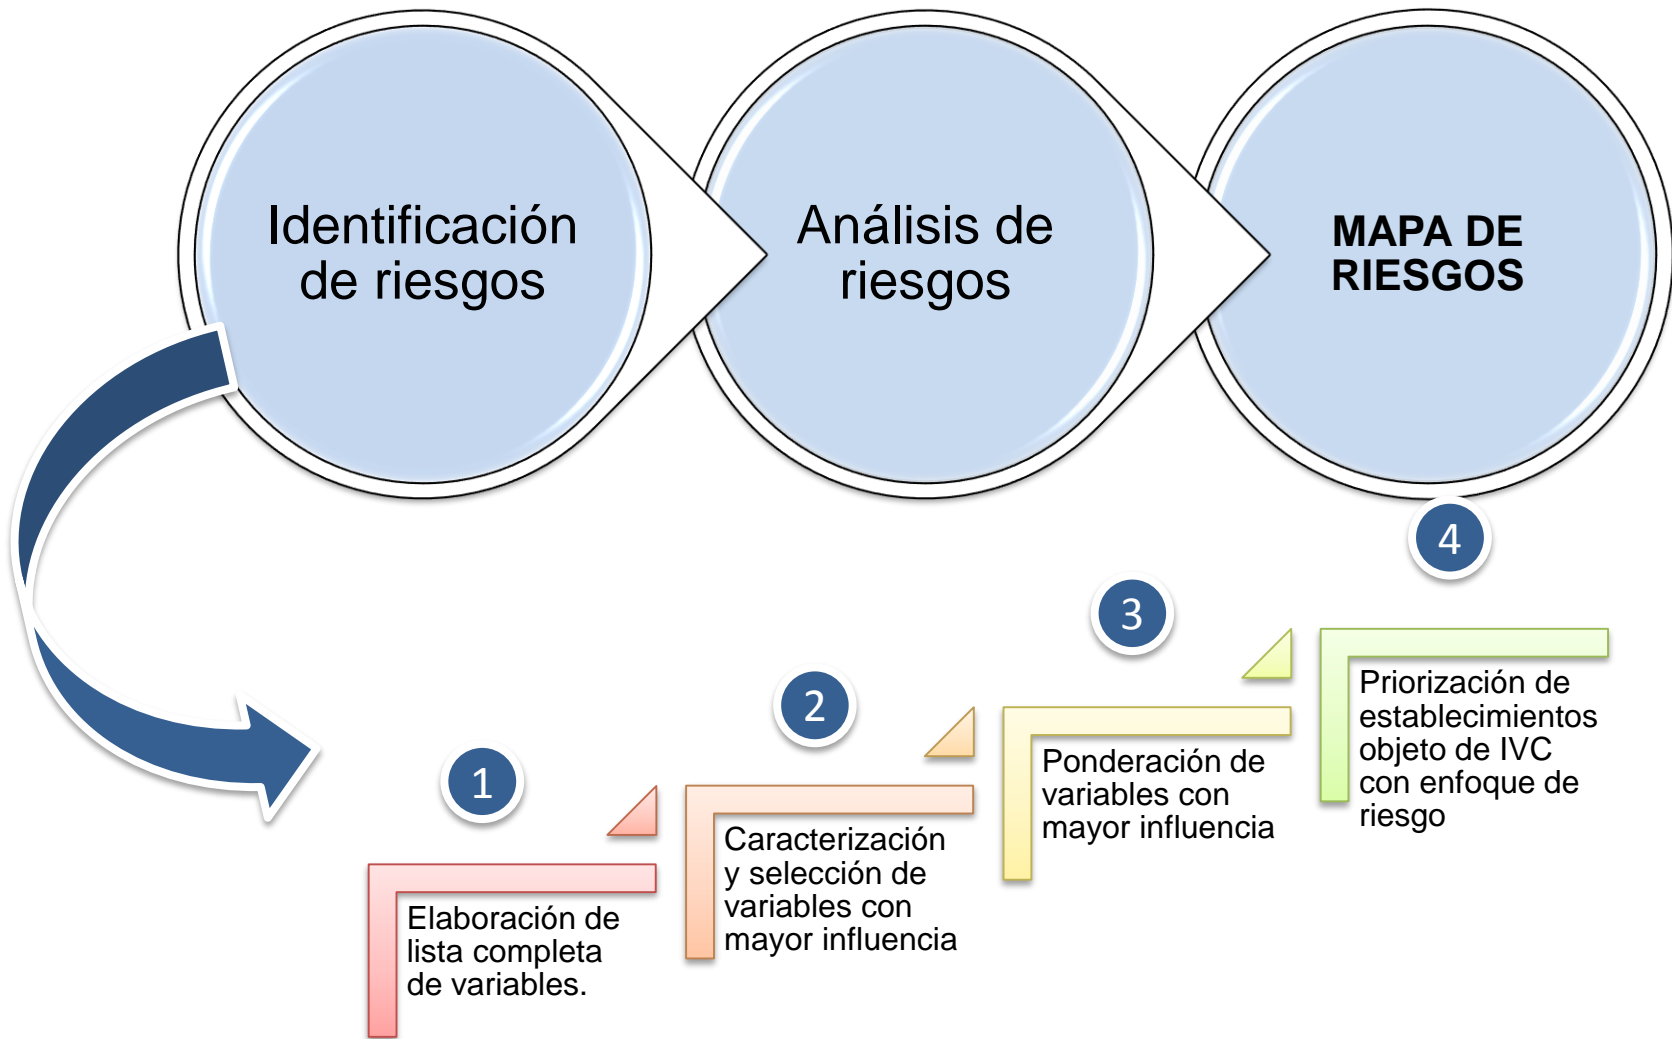 Identificación
de riesgos
Análisis de
riesgos
MAPA DE
RIESGOS
1
Elaboración de
lista completa
de variables.
2
Caracterización
y selección de
variables con
mayor influencia
3
Ponderación de
variables con
mayor influencia
4
Priorización de
establecimientos
objeto de IVC
con enfoque de
riesgo